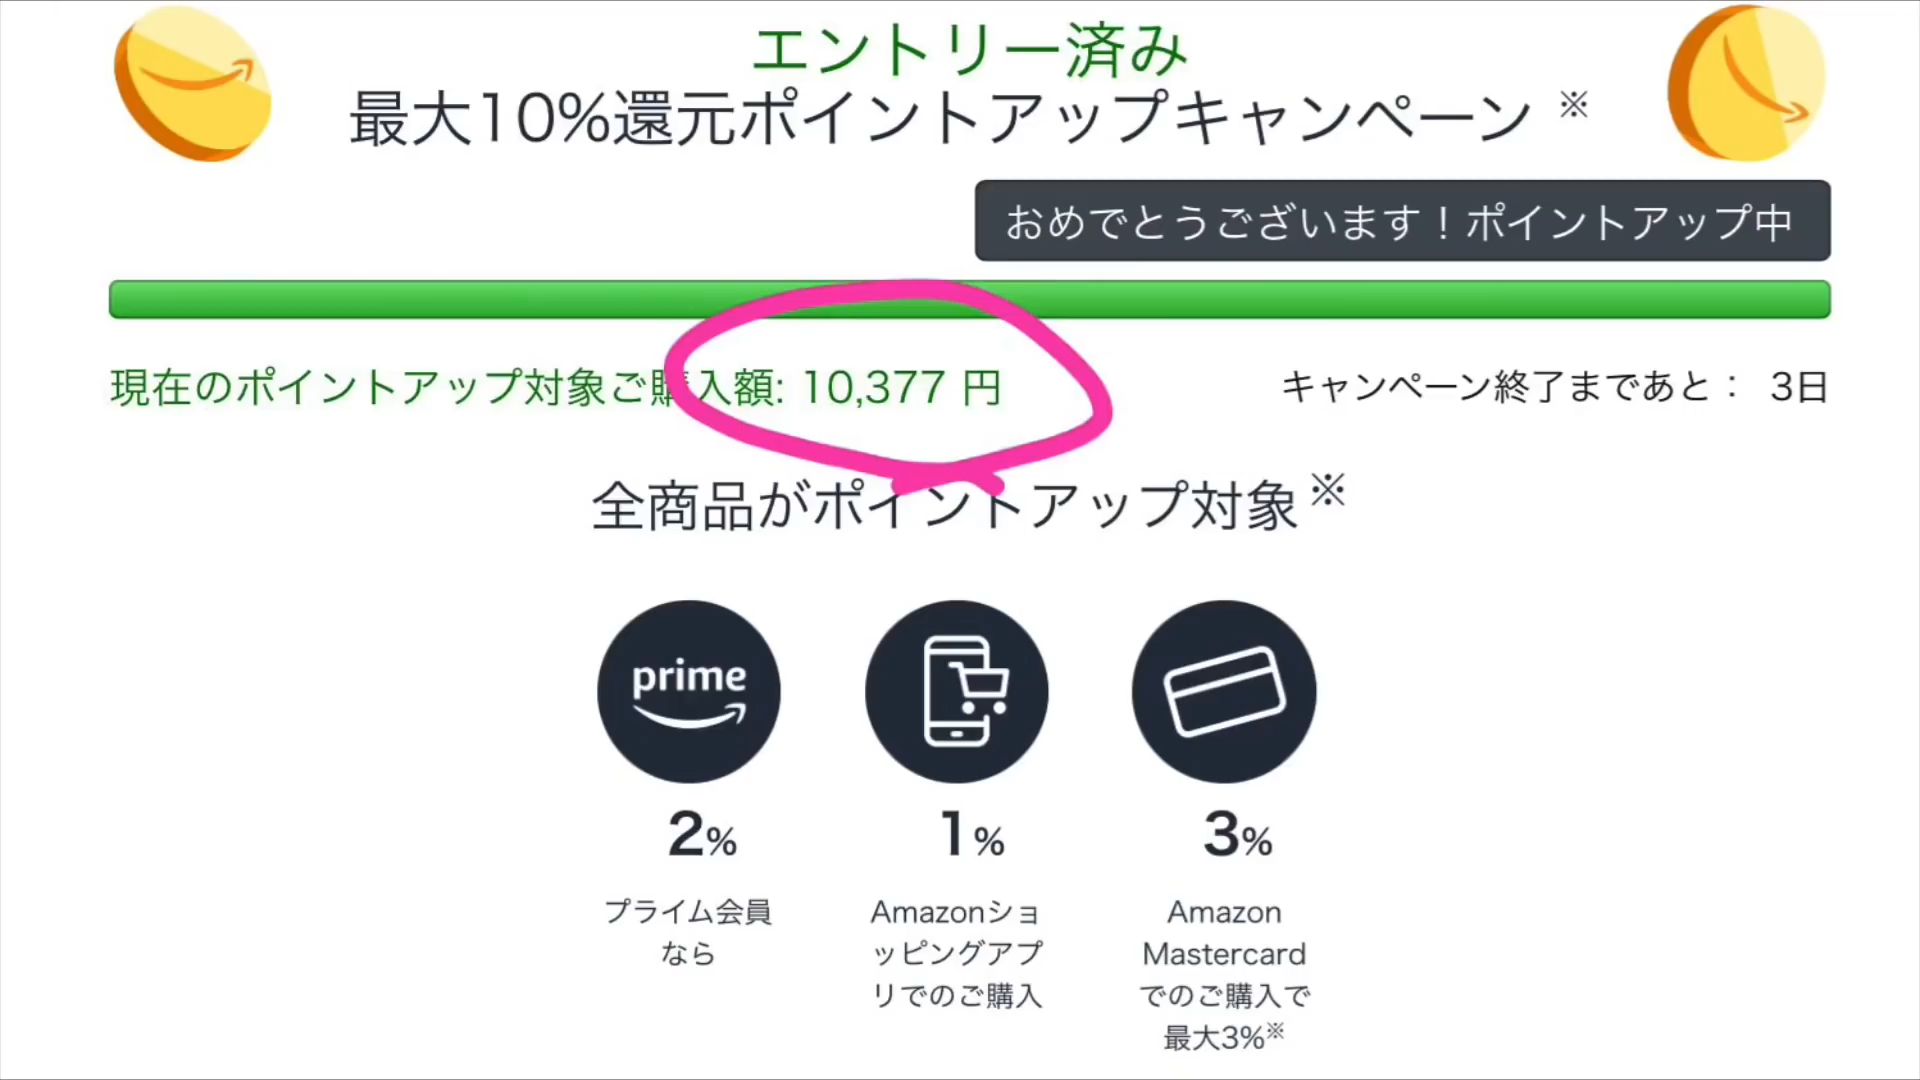 エントリー済み
最大10%還元ポイントアップキャンペーン ※
おめでとうございます！ポイントアップ中
現在のポイントアップ対象ご購入額: 10,377 円
キャンペーン終了まであと： 3日
全商品がポイントアップ対象※
prime
2%
1%
3%
プライム会員
なら
Amazonショ
ッピングアプ
リでのご購入
Amazon
Mastercard
でのご購入で
最大3%※